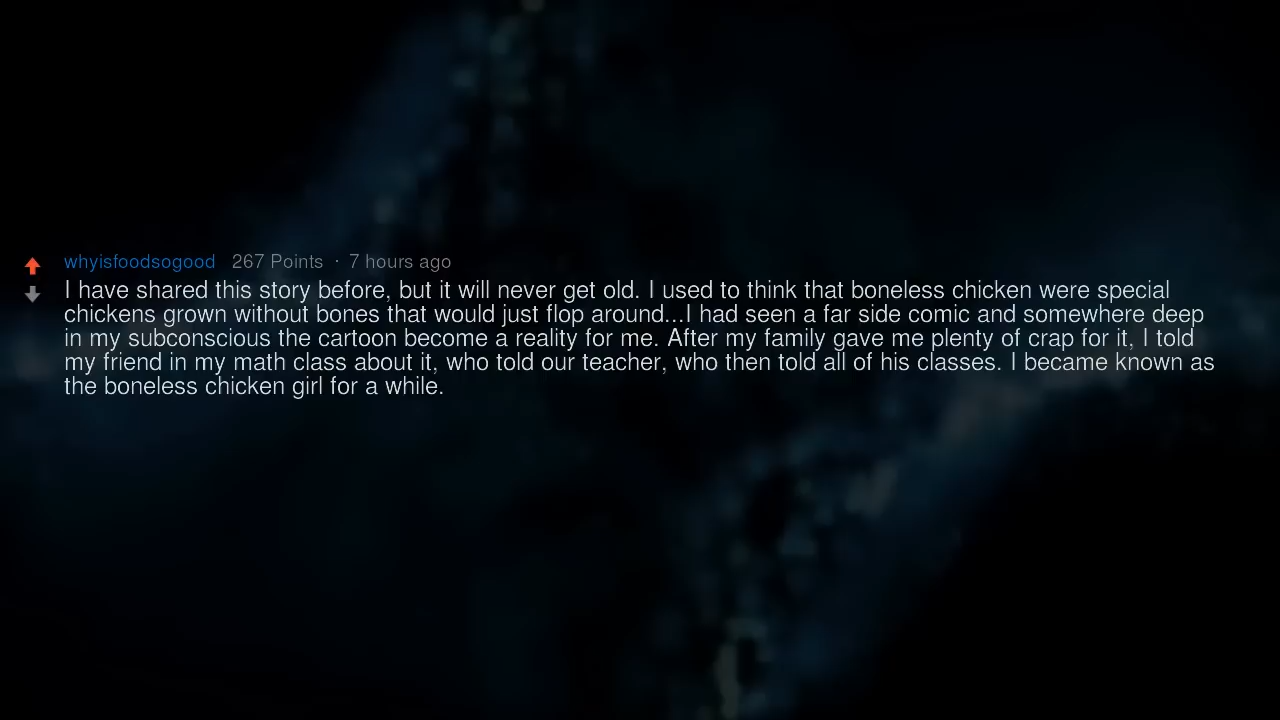 whyisfoodsogood 267 Points · 7 hours ago
I have shared this story before, but it will never get old. I used to think that boneless chicken were special
chickens grown without bones that would just flop around...I had seen a far side comic and somewhere deep
in my subconscious the cartoon become a reality for me. After my family gave me plenty of crap for it, I told
my friend in my math class about it, who told our teacher, who then told all of his classes. I became known as
the boneless chicken girl for a while.